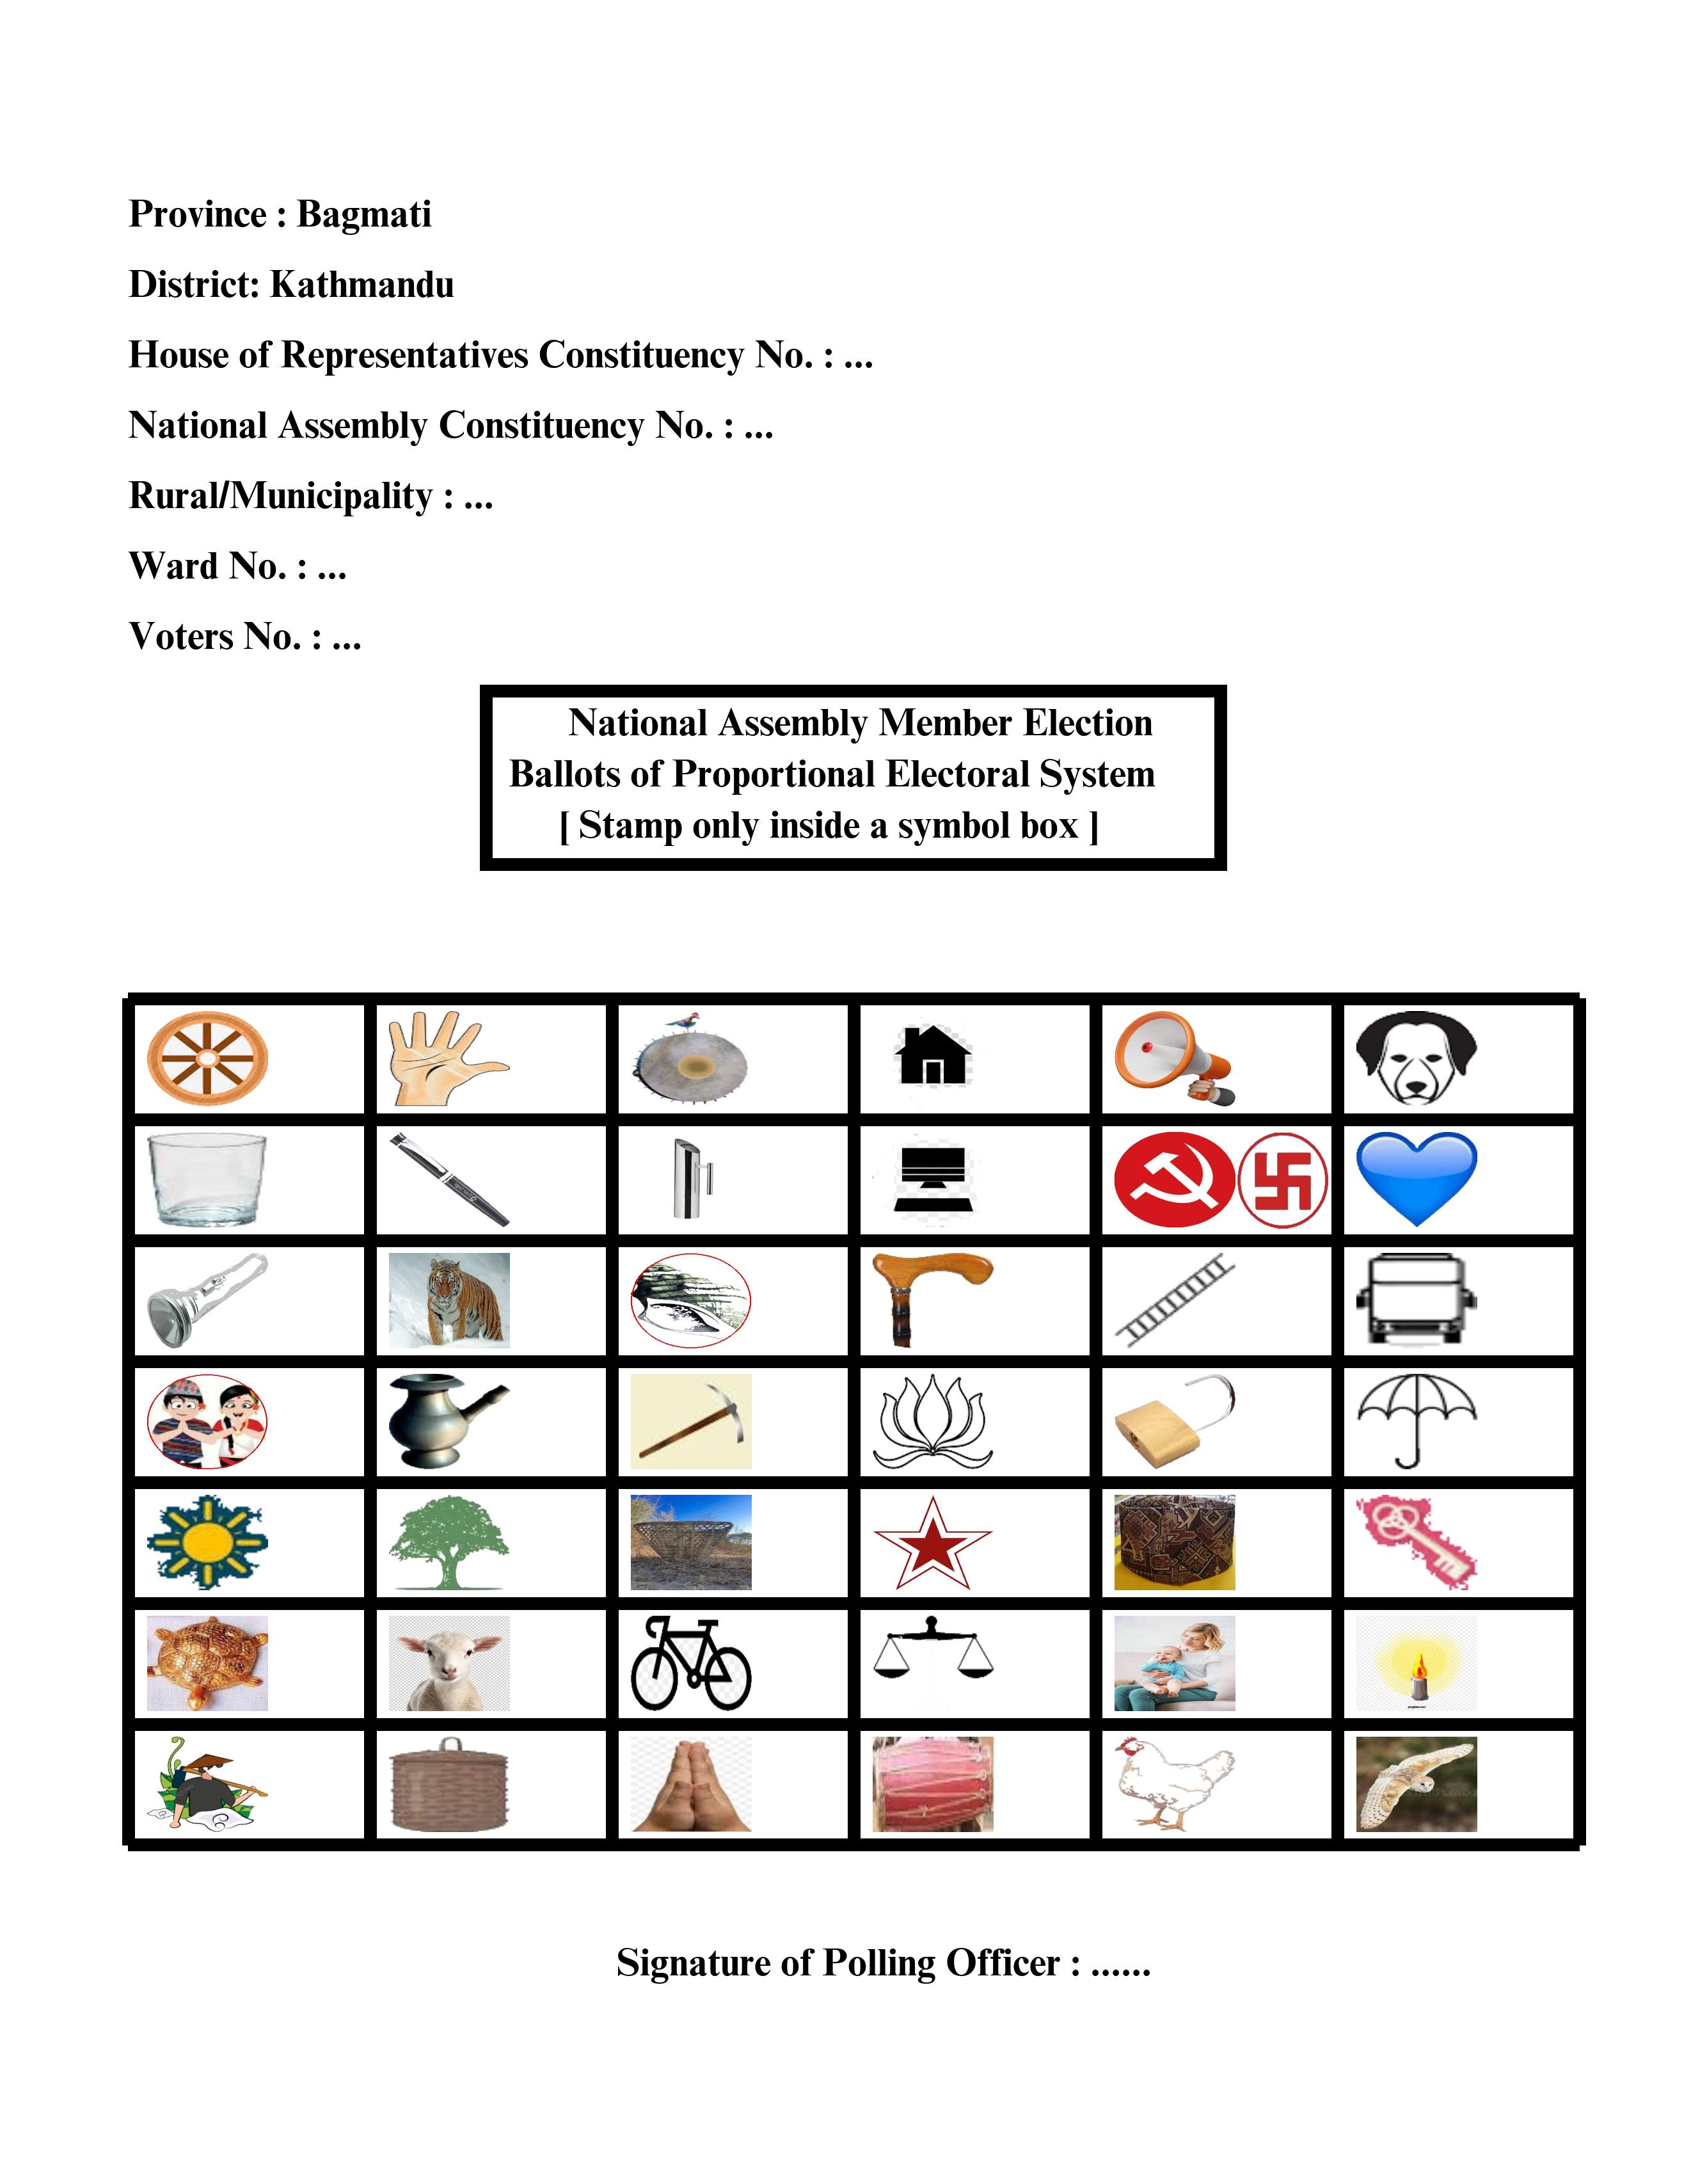 Province : Bagmati
District: Kathmandu
House of Representatives Constituency No. : ...
National Assembly Constituency No. : ...
Rural/Municipality : ...
Ward No. : ...
Voters No. : ...
National Assembly Member Election
Ballots of Proportional Electoral System
[ Stamp only inside a symbol box ]
Signature of Polling Officer : ......